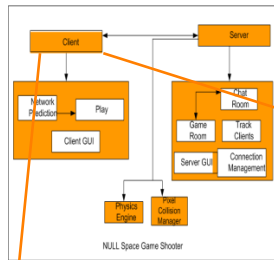 Client
Server
Network
Prediction
Play
Client GUI
Chat
Room
Game
Room
Track
Clients
Server GUI
Connection
Management
Physics
Engine
Pixel
Collision
Manager
NULL Space Game Shooter